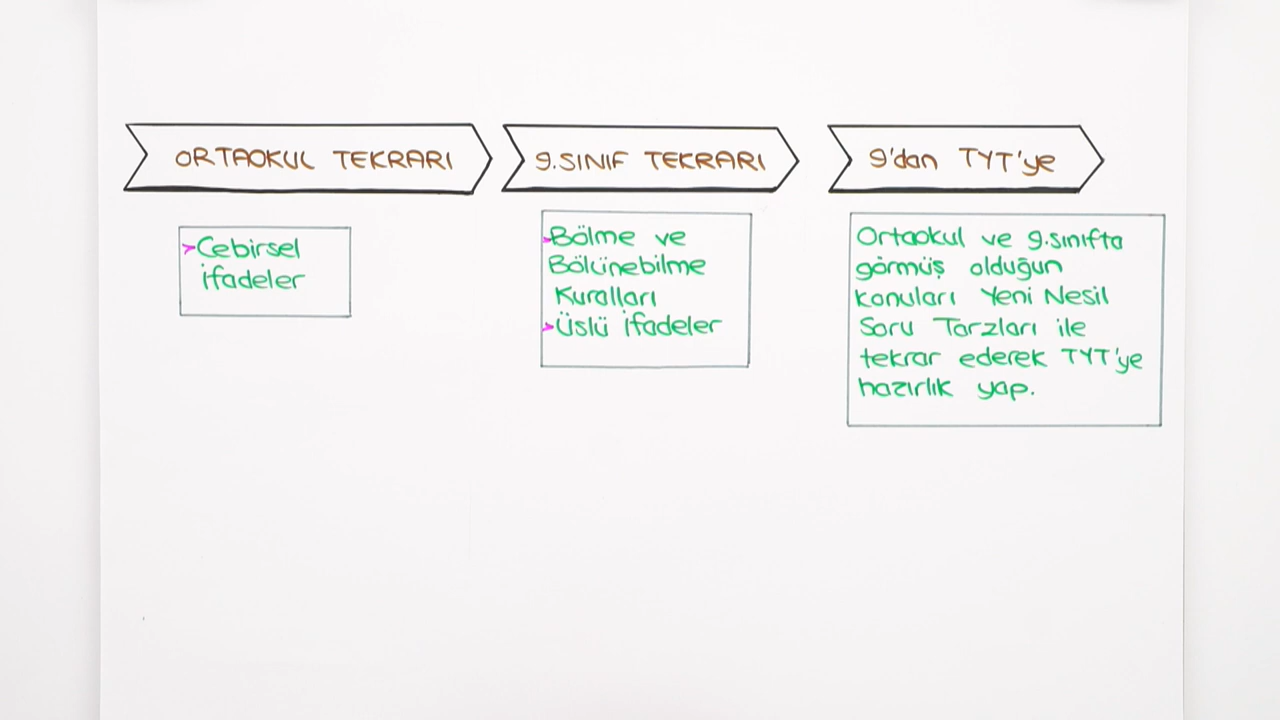 ORTAOKUL TEKRARI
9.SINIF TEKRARI
9'dan TYT'ye
>Cebirsel
İfadeler
>Bölme ve
Bölünebilme
Kuralları
>Üslü İfadeler
Ortaokul ve 9.sınıfta
görmüş olduğun
konuları Yeni Nesil
Soru Tarzları ile
tekrar ederek TYT'ye
hazırlık yap.